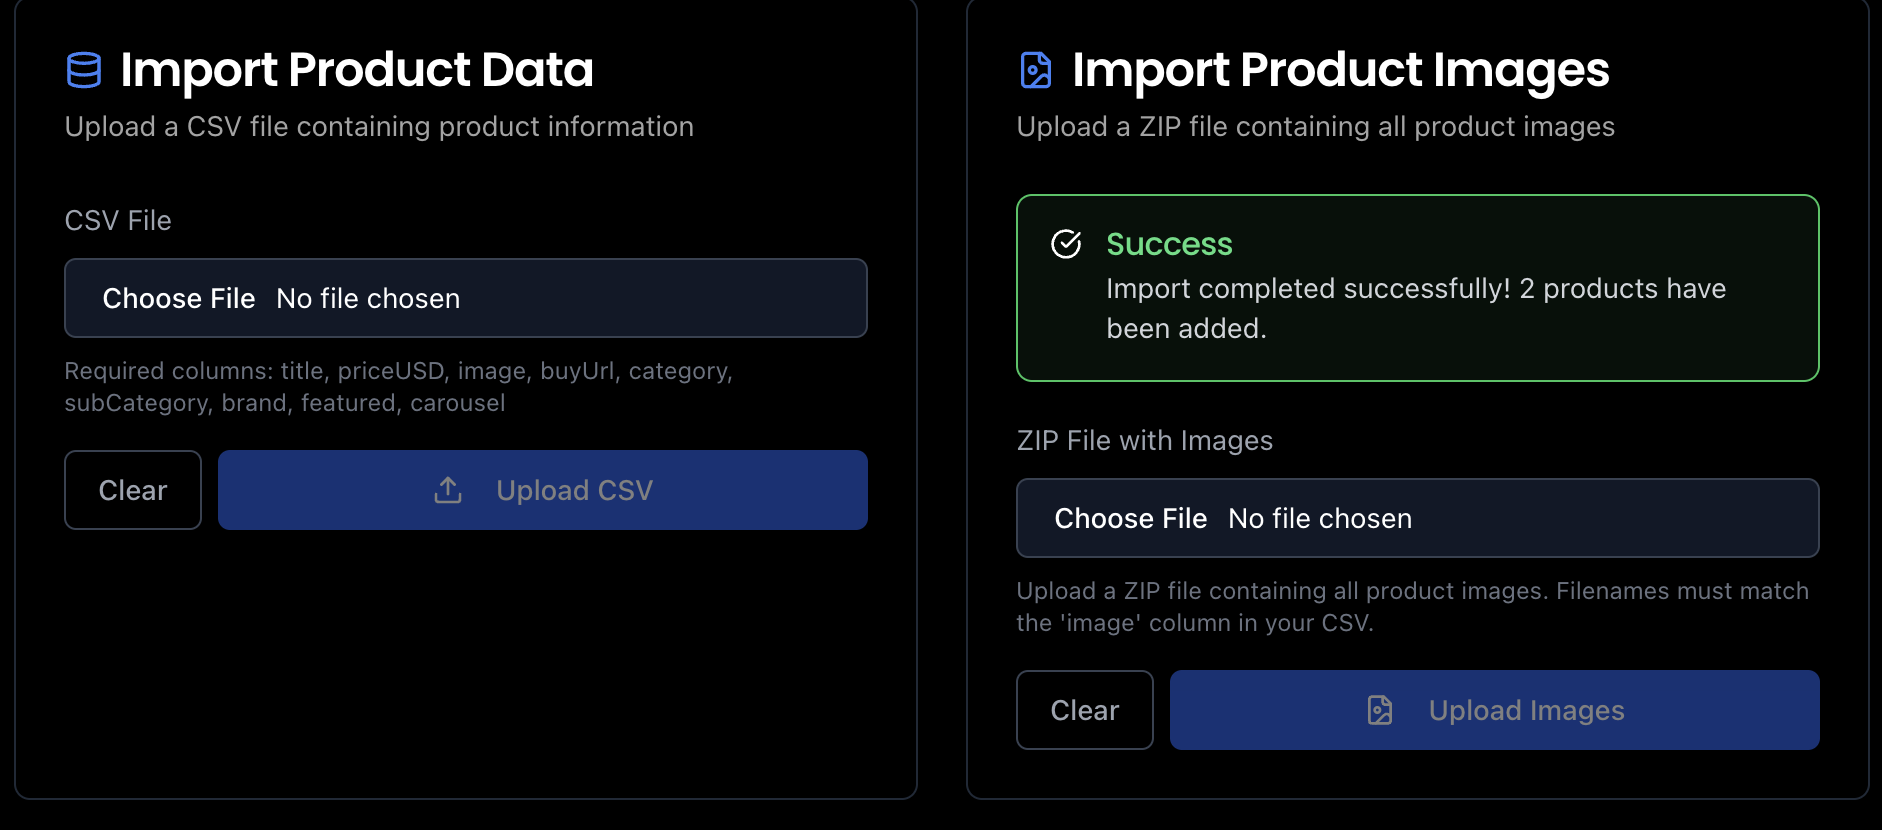 Import Product Data
Upload a CSV file containing product information
CSV File
Choose File No file chosen
Required columns: title, priceUSD, image, buyUrl, category,
subCategory, brand, featured, carousel
Clear
Upload CSV
Import Product Images
Upload a ZIP file containing all product images
Success
Import completed successfully! 2 products have
been added.
ZIP File with Images
Choose File No file chosen
Upload a ZIP file containing all product images. Filenames must match
the 'image' column in your CSV.
Clear
Upload Images